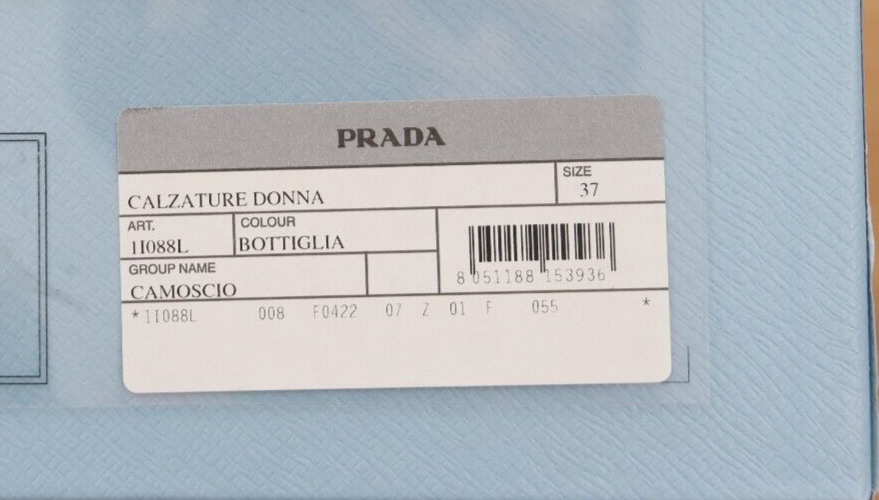 PRADA
CALZATURE DONNA
SIZE
37
ART.
1I088L
COLOUR
BOTTIGLIA
GROUP NAME
CAMOSCIO
8 051188 153936
*1I088L 008 F0422 07 Z 01 F 055 *